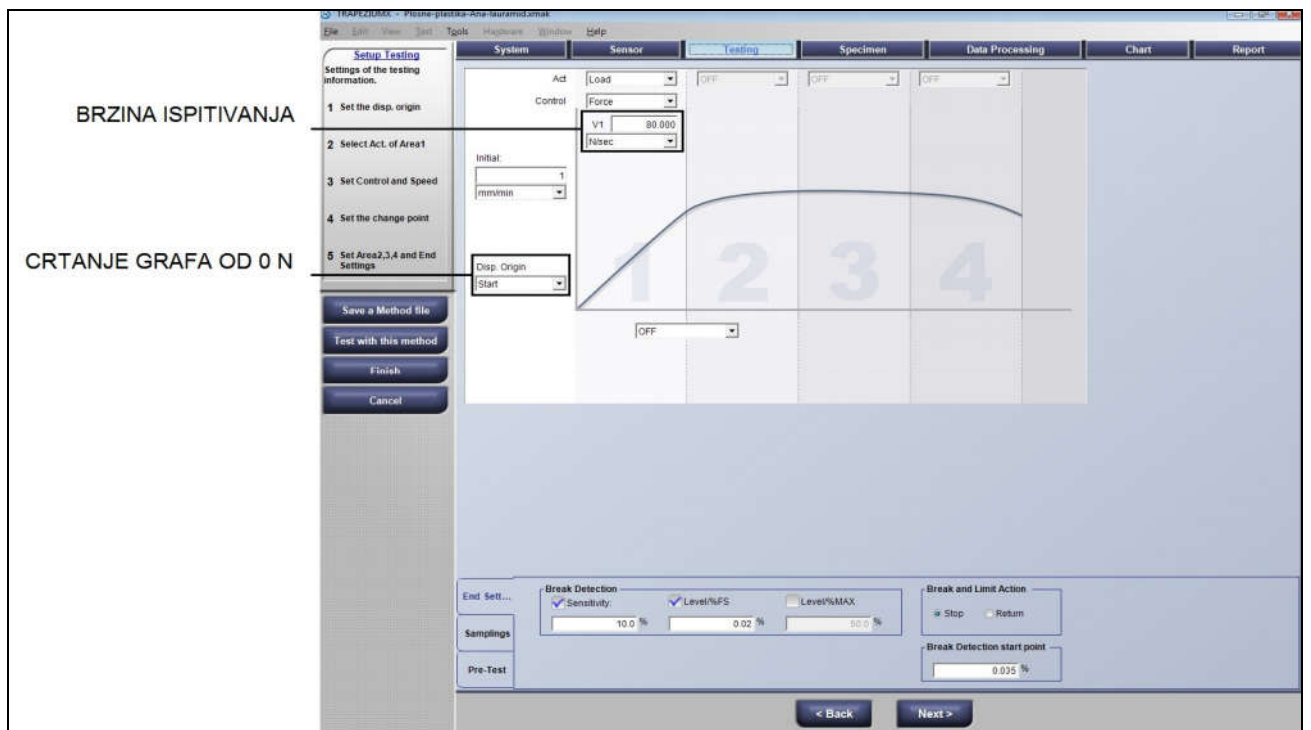 TRAPEZIUMX - Plosne-plastika-Ana-lauramid.xmak
File Edit View Test Tools Hardware Window Help
System Sensor Testing Specimen Data Processing Chart Report
Setup Testing
Settings of the testing
information.
1 Set the disp. origin
2 Select Act. of Area1
3 Set Control and Speed
4 Set the change point
5 Set Area2,3,4 and End
Settings
Save a Method file
Test with this method
Finish
Cancel
BRZINA ISPITIVANJA
CRTANJE GRAFA OD 0 N
Act Load OFF OFF OFF
Control Force
V1 80.000
N/sec
Initial:
1
mm/min
Disp. Origin
Start
1 2 3 4
OFF
End Sett...
Samplings
Pre-Test
Break Detection
Sensitivity: Level/%FS Level/%MAX
10.0 % 0.02 % 50.0 %
Break and Limit Action
Stop Return
Break Detection start point
0.035 %
< Back Next >